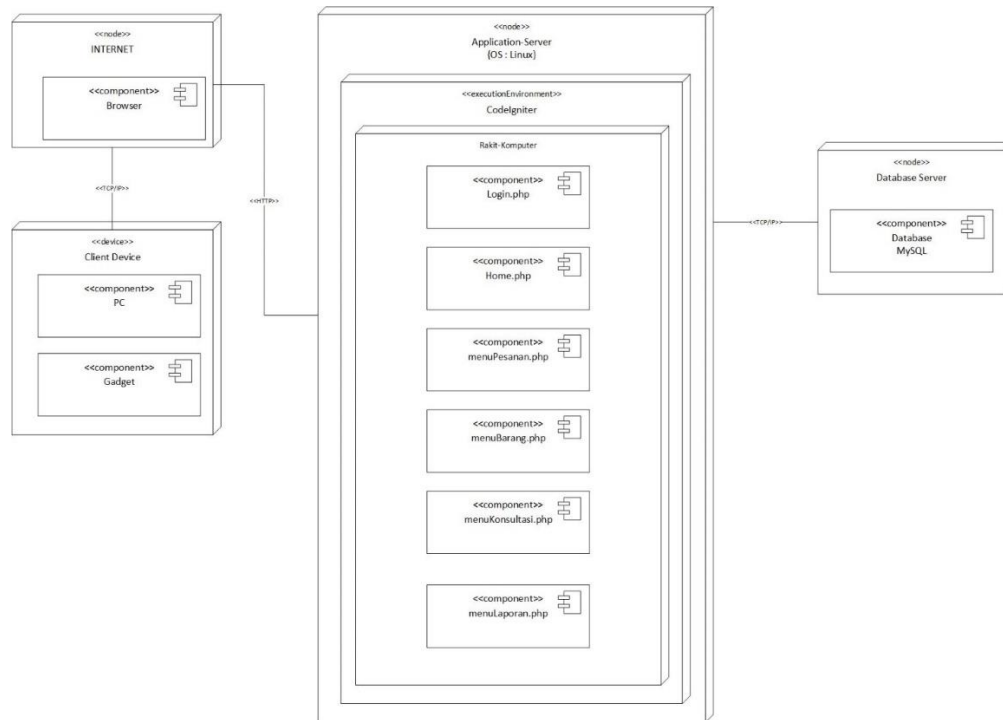 <<node>>
INTERNET
<<component>>
Browser
<<TCP/IP>>
<<device>>
Client Device
<<component>>
PC
<<component>>
Gadget
<<HTTP>>
<<node>>
Application-Server
{OS : Linux}
<<executionEnvironment>>
CodeIgniter
Rakit-Komputer
<<component>>
Login.php
<<component>>
Home.php
<<component>>
menuPesanan.php
<<component>>
menuBarang.php
<<component>>
menuKonsultasi.php
<<component>>
menuLaporan.php
<<TCP/IP>>
<<node>>
Database Server
<<component>>
Database
MySQL